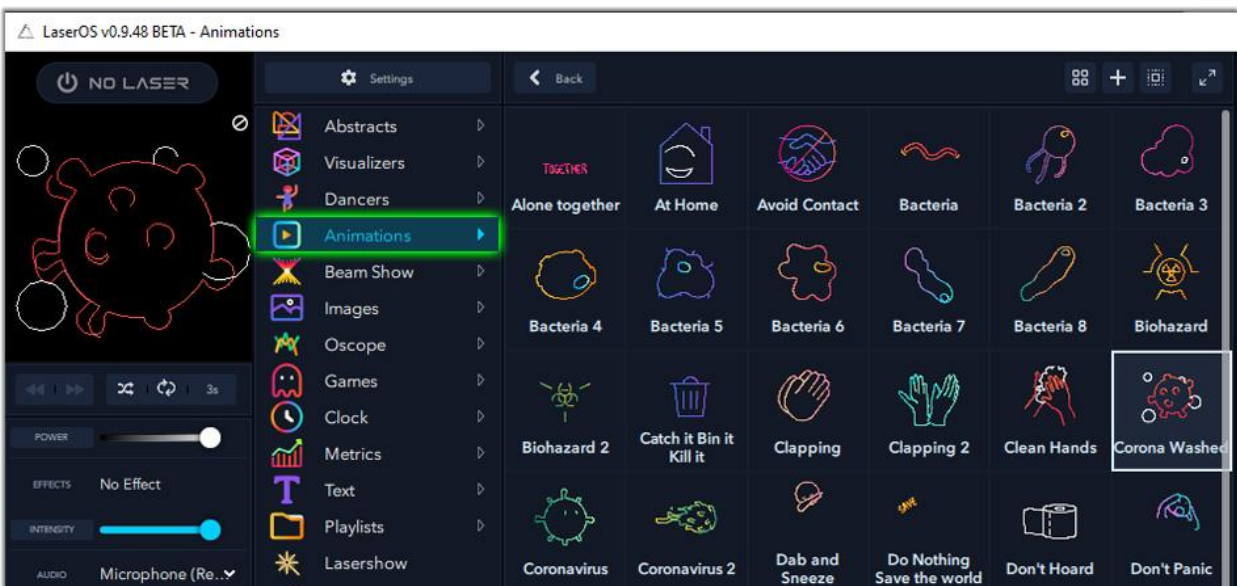 LaserOS v0.9.48 BETA - Animations
NO LASER
Settings
Back
Abstracts
Visualizers
Dancers
Animations
Beam Show
Images
Oscope
Games
Clock
Metrics
Text
Playlists
Lasershow
3s
POWER
EFFECTS No Effect
INTENSITY
AUDIO Microphone (Re...
TOGETHER
Alone together
At Home
Avoid Contact
Bacteria
Bacteria 2
Bacteria 3
Bacteria 4
Bacteria 5
Bacteria 6
Bacteria 7
Bacteria 8
Biohazard
Biohazard 2
Catch it Bin it
Kill it
Clapping
Clapping 2
Clean Hands
Corona Washed
Coronavirus
Coronavirus 2
Dab and
Sneeze
SAVE
Do Nothing
Save the world
Don't Hoard
Don't Panic